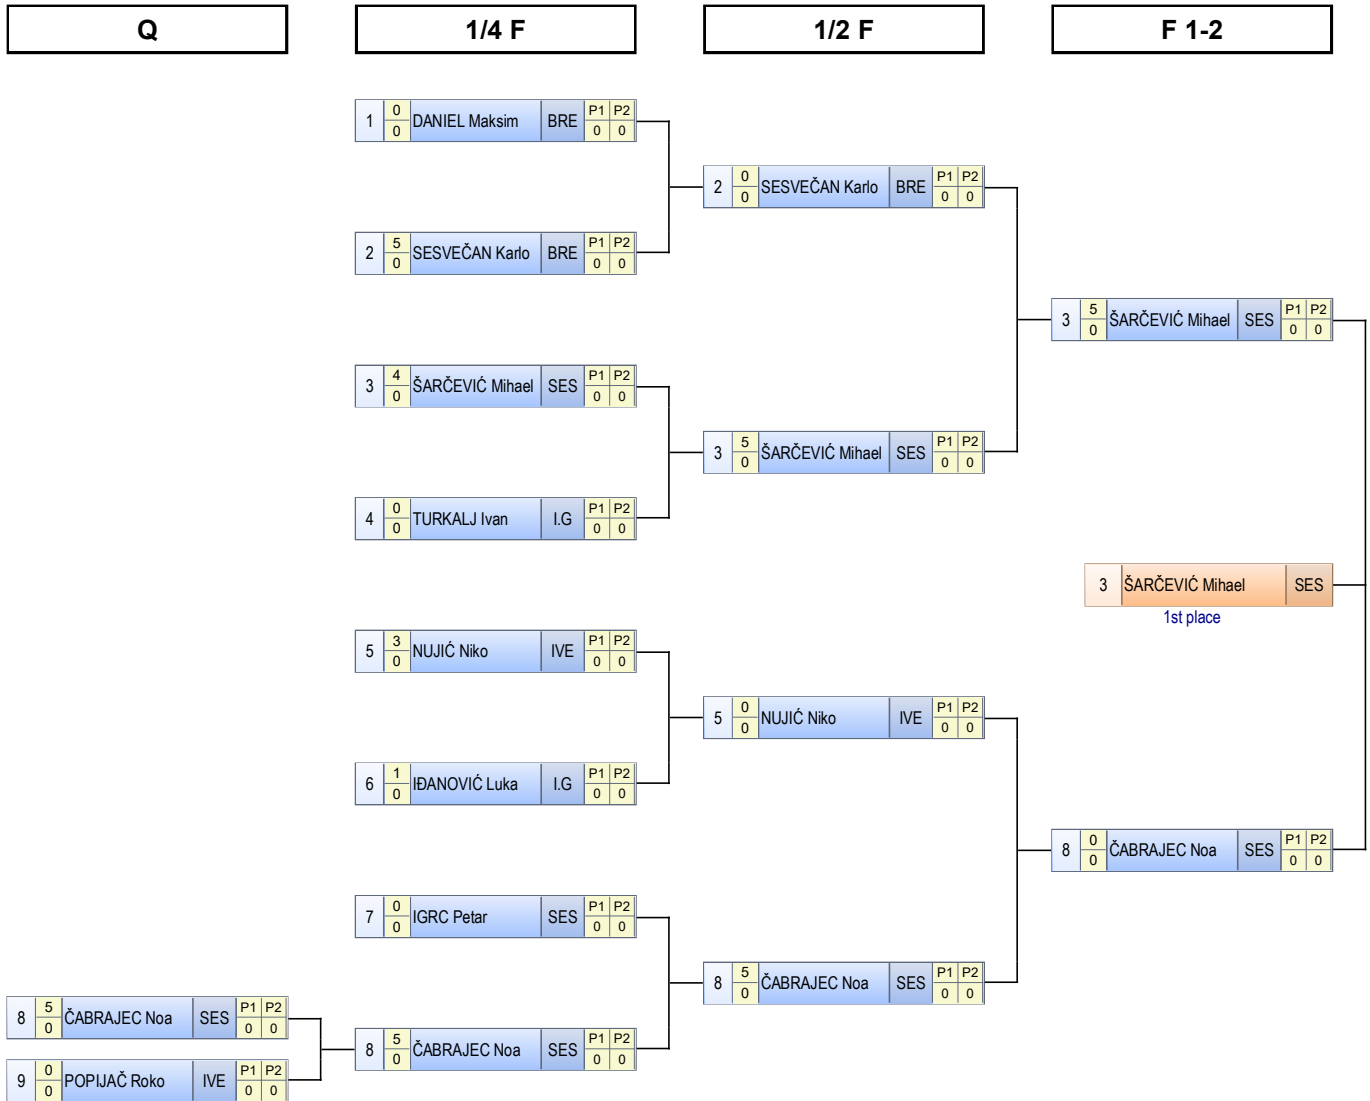 Q 1/4 F 1/2 F F 1-2
1 0 0 DANIEL Maksim BRE P1 P2 0 0
2 5 0 SESVEČAN Karlo BRE P1 P2 0 0
3 4 0 ŠARČEVIĆ Mihael SES P1 P2 0 0
4 0 0 TURKALJ Ivan I.G P1 P2 0 0
5 3 0 NUJIĆ Niko IVE P1 P2 0 0
6 1 0 IĐANOVIĆ Luka I.G P1 P2 0 0
7 0 0 IGRC Petar SES P1 P2 0 0
8 5 0 ČABRAJEC Noa SES P1 P2 0 0
9 0 0 POPIJAČ Roko IVE P1 P2 0 0
8 5 0 ČABRAJEC Noa SES P1 P2 0 0
2 0 0 SESVEČAN Karlo BRE P1 P2 0 0
3 5 0 ŠARČEVIĆ Mihael SES P1 P2 0 0
5 0 0 NUJIĆ Niko IVE P1 P2 0 0
8 5 0 ČABRAJEC Noa SES P1 P2 0 0
3 5 0 ŠARČEVIĆ Mihael SES P1 P2 0 0
3 ŠARČEVIĆ Mihael SES
1st place
8 0 0 ČABRAJEC Noa SES P1 P2 0 0